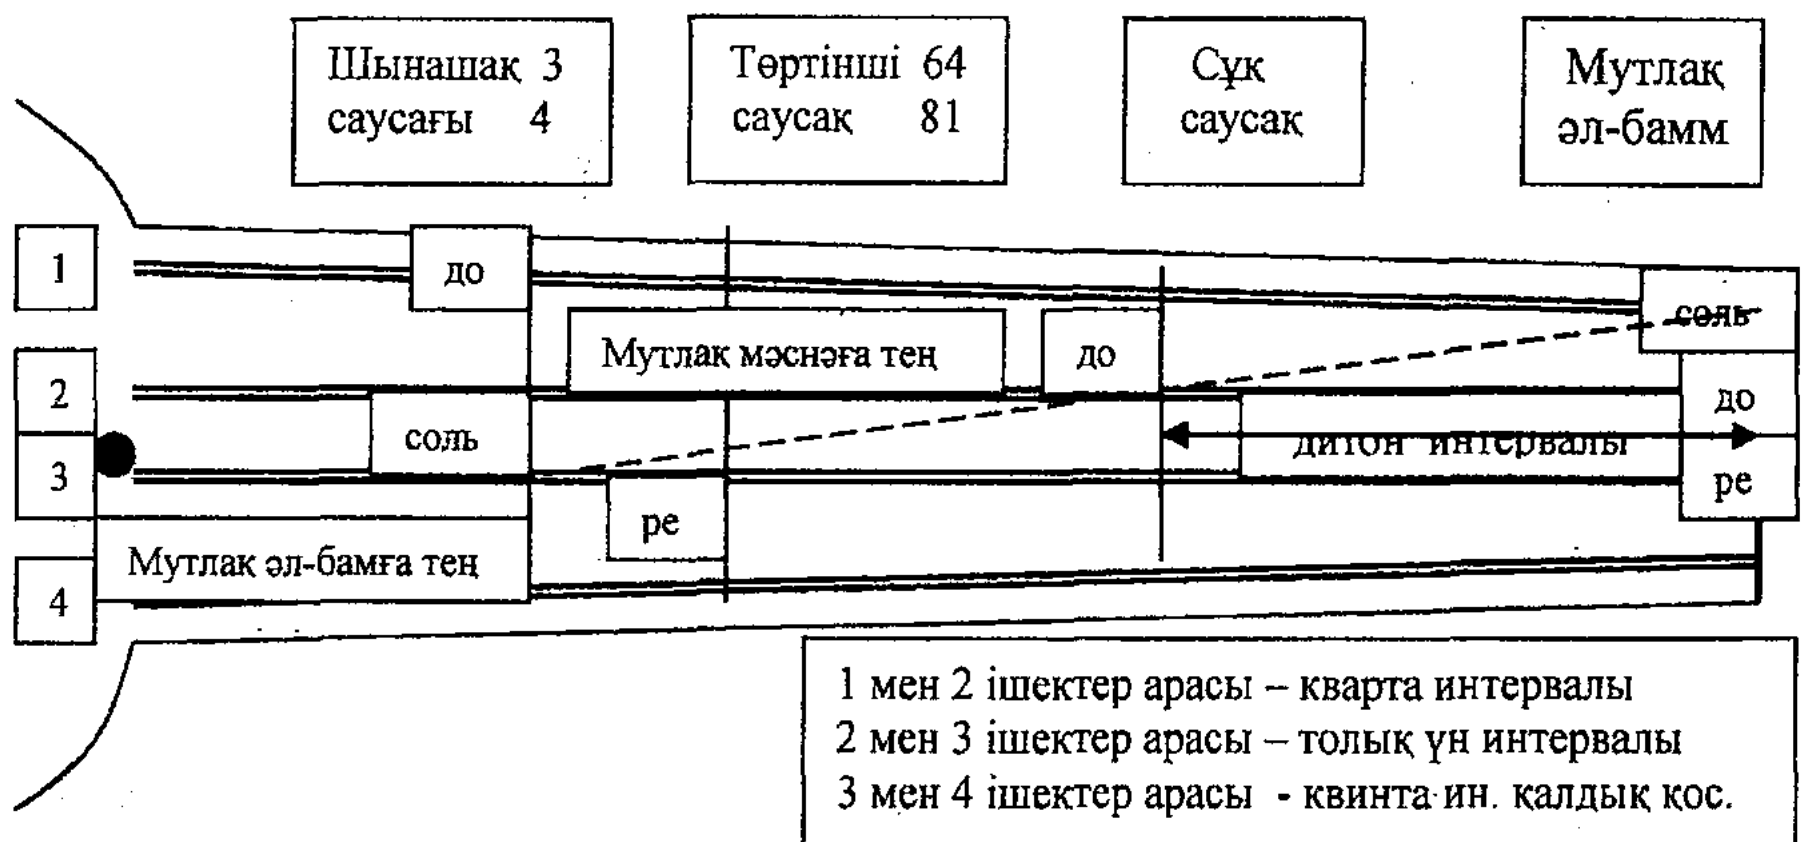 Шынашақ 3
саусағы 4
Төртінші 64
саусақ 81
Сұқ
саусақ
Мутлақ
әл-бамм
1
до
соль
Мутлақ мәснәға тең
до
2
до
соль
дитон интервалы
3
ре
ре
Мутлақ әл-бамға тең
4
1 мен 2 ішектер арасы – кварта интервалы
2 мен 3 ішектер арасы – толық үн интервалы
3 мен 4 ішектер арасы - квинта ин. қалдық қос.